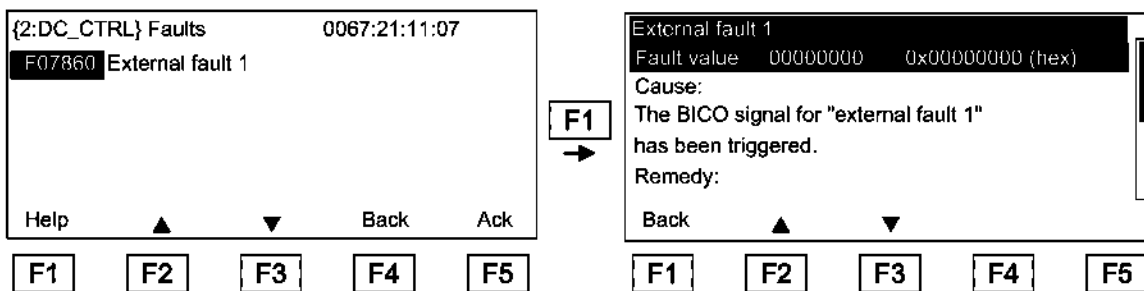 {2:DC_CTRL} Faults 0067:21:11:07
F07860 External fault 1
Help ▲ ▼ Back Ack
F1 F2 F3 F4 F5
F1
External fault 1
Fault value 00000000 0x00000000 (hex)
Cause:
The BICO signal for "external fault 1"
has been triggered.
Remedy:
Back ▲ ▼
F1 F2 F3 F4 F5